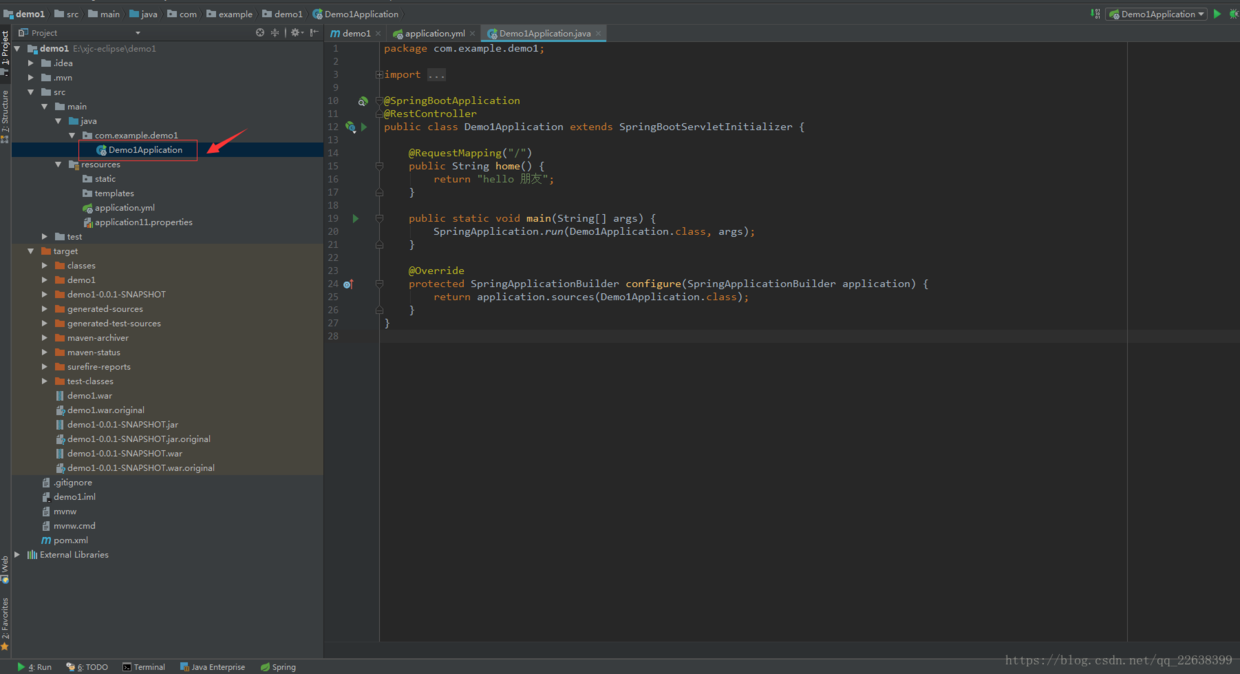 demo1 src main java com example demo1 Demo1Application
Demo1Application
1: Project
Project
demo1 × application.yml × Demo1Application.java ×
demo1 E:\xjc-eclipse\demo1
.idea
.mvn
src
main
java
com.example.demo1
Demo1Application
resources
static
templates
application.yml
application11.properties
test
target
classes
demo1
demo1-0.0.1-SNAPSHOT
generated-sources
generated-test-sources
maven-archiver
maven-status
surefire-reports
test-classes
demo1.war
demo1.war.original
demo1-0.0.1-SNAPSHOT.jar
demo1-0.0.1-SNAPSHOT.jar.original
demo1-0.0.1-SNAPSHOT.war
demo1-0.0.1-SNAPSHOT.war.original
.gitignore
demo1.iml
mvnw
mvnw.cmd
pom.xml
External Libraries
7: Structure
Web
2: Favorites
1 package com.example.demo1;
2
3 import ...
9
10 @SpringBootApplication
11 @RestController
12 public class Demo1Application extends SpringBootServletInitializer {
13
14 @RequestMapping("/")
15 public String home() {
16 return "hello 朋友";
17 }
18
19 public static void main(String[] args) {
20 SpringApplication.run(Demo1Application.class, args);
21 }
22
23 @Override
24 protected SpringApplicationBuilder configure(SpringApplicationBuilder application) {
25 return application.sources(Demo1Application.class);
26 }
27 }
28
4: Run 6: TODO Terminal Java Enterprise Spring
https://blog.csdn.net/qq_22638399